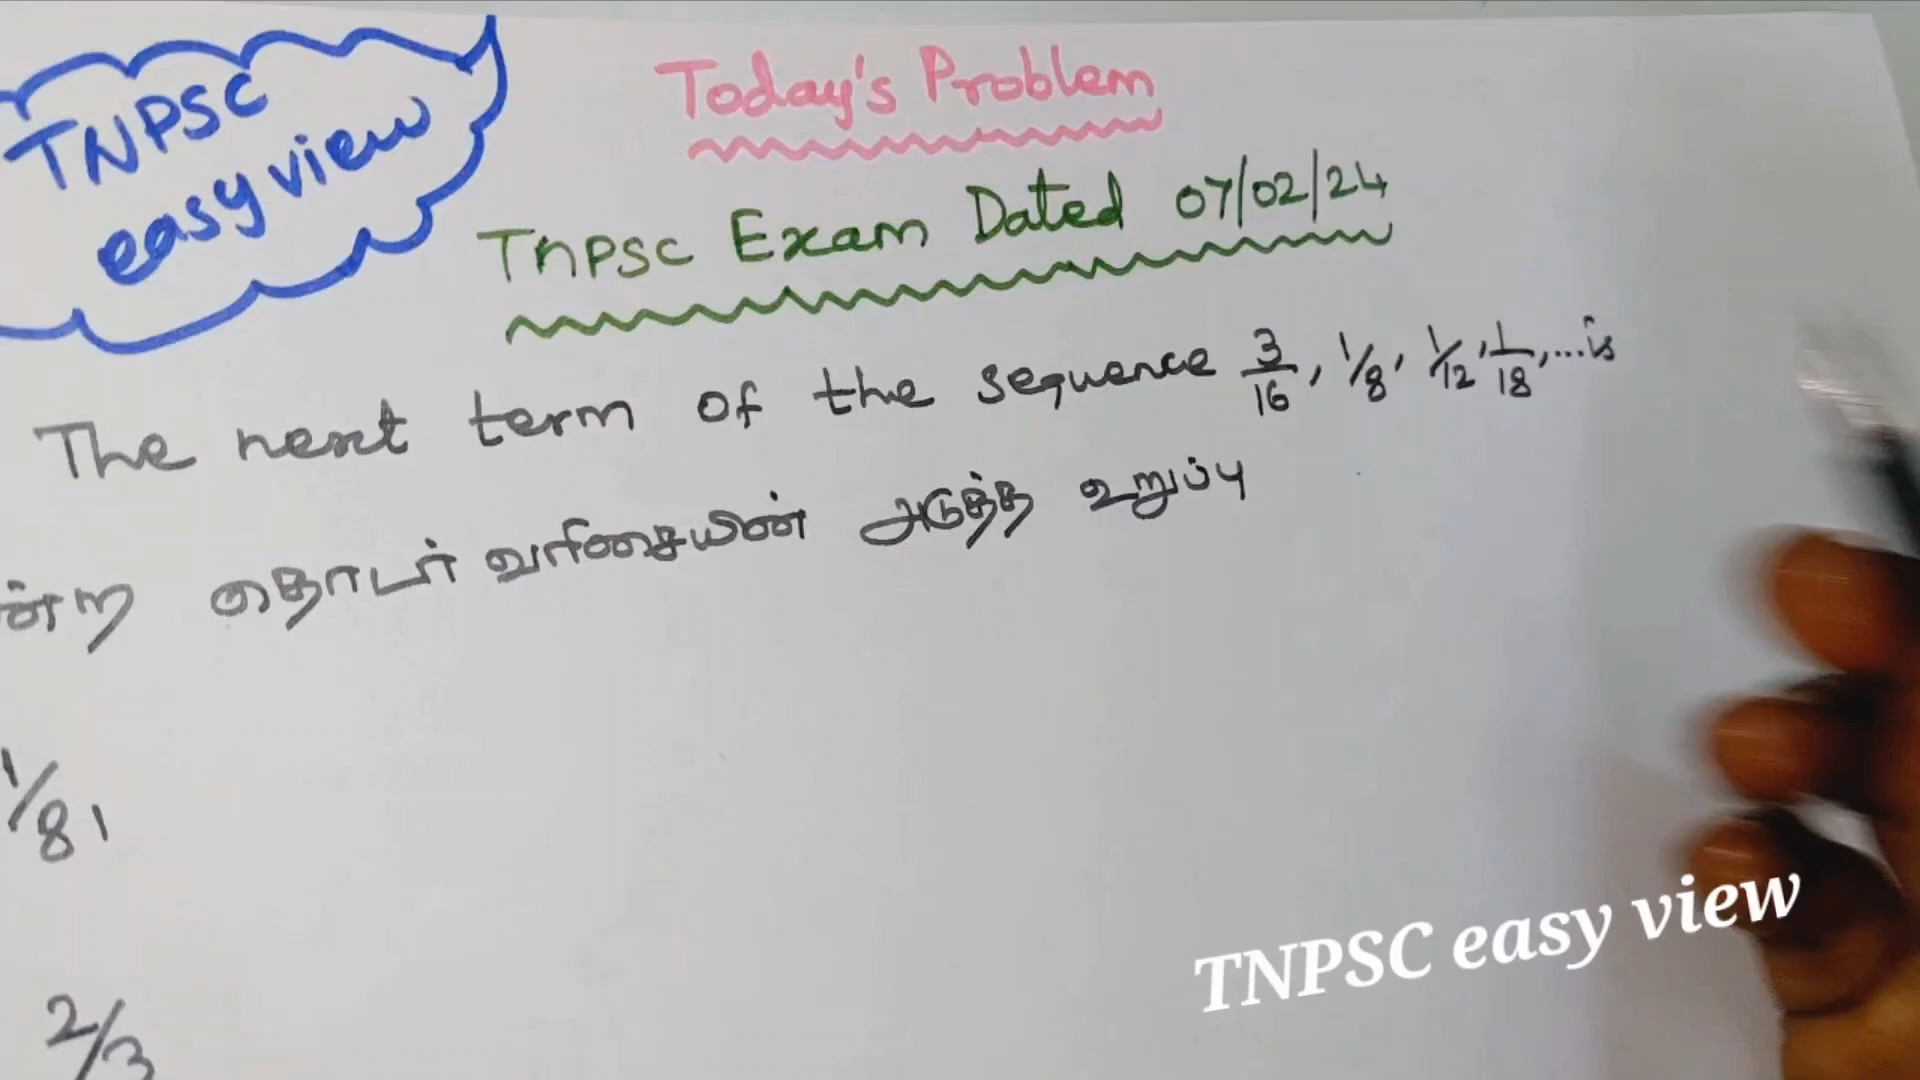 TNPSC
easy view
Today's Problem
TNPSC Exam Dated 07/02/24
The next term of the sequence 3/16, 1/8, 1/12, 1/18, ... is
ன்ற தொடர் வரிசையின் அடுத்த உறுப்பு
1/81
2/3
TNPSC easy view